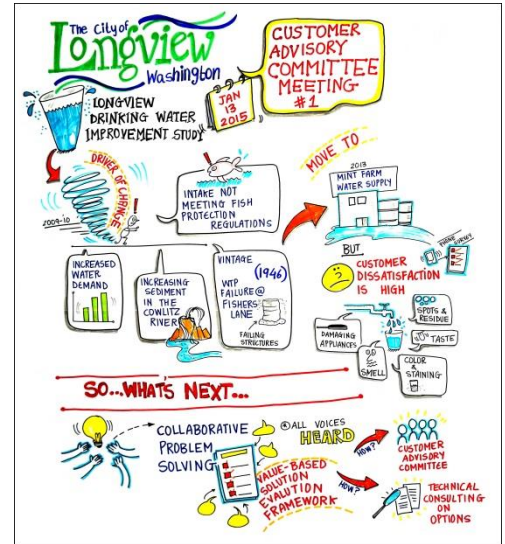 The City of
Longview
Washington
CUSTOMER
ADVISORY
COMMITTEE
MEETING
#1
JAN
13
2015
LONGVIEW
DRINKING WATER
IMPROVEMENT STUDY
DRIVER OF CHANGE
2009-10
INTAKE NOT
MEETING FISH
PROTECTION
REGULATIONS
MOVE TO
2013
MINT FARM
WATER SUPPLY
INCREASED
WATER
DEMAND
INCREASING
SEDIMENT
IN THE
COWLITZ
RIVER
VINTAGE
(1946)
WTP
FAILURE@
FISHERS
LANE
FAILING
STRUCTURES
BUT
CUSTOMER
DISSATISFACTION
IS HIGH
PHONE SURVEY
SPOTS &
RESIDUE
DAMAGING
APPLIANCES
TASTE
SMELL
COLOR
&
STAINING
SO...WHAT'S NEXT...
COLLABORATIVE
PROBLEM
SOLVING
ALL VOICES
HEARD
VALUE-BASED
SOLUTION
EVALUTION
FRAMEWORK
HOW?
CUSTOMER
ADVISORY
COMMITTEE
HOW?
TECHNICAL
CONSULTING
ON
OPTIONS